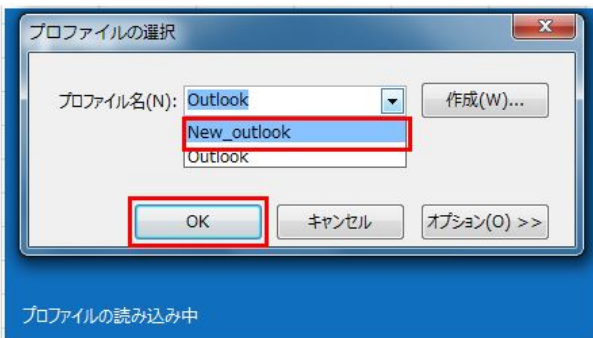 プロファイルの選択
プロファイル名(N): Outlook 作成(W)...
New_outlook
Outlook
OK キャンセル オプション(O) >>
プロファイルの読み込み中